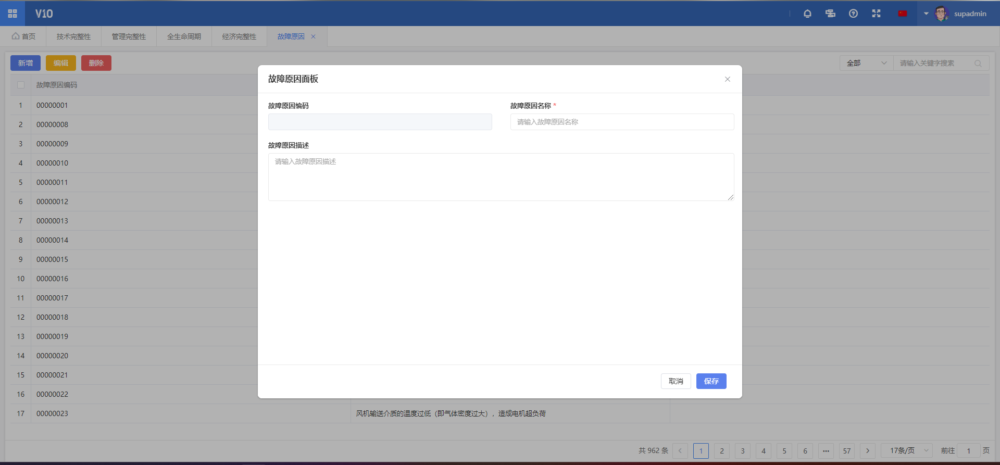 V10
supadmin
首页
技术完整性
管理完整性
全生命周期
经济完整性
故障原因
新增
编辑
删除
全部
请输入关键字搜索
故障原因编码
1 00000001
2 00000008
3 00000009
4 00000010
5 00000011
6 00000012
7 00000013
8 00000014
9 00000015
10 00000016
11 00000017
12 00000018
13 00000019
14 00000020
15 00000021
16 00000022
17 00000023 风机输送介质的温度过低（即气体密度过大），造成电机超负荷
故障原因面板
故障原因编码
故障原因名称 *
请输入故障原因名称
故障原因描述
请输入故障原因描述
取消
保存
共 962 条 1 2 3 4 5 6 ••• 57 17条/页 前往 1 页